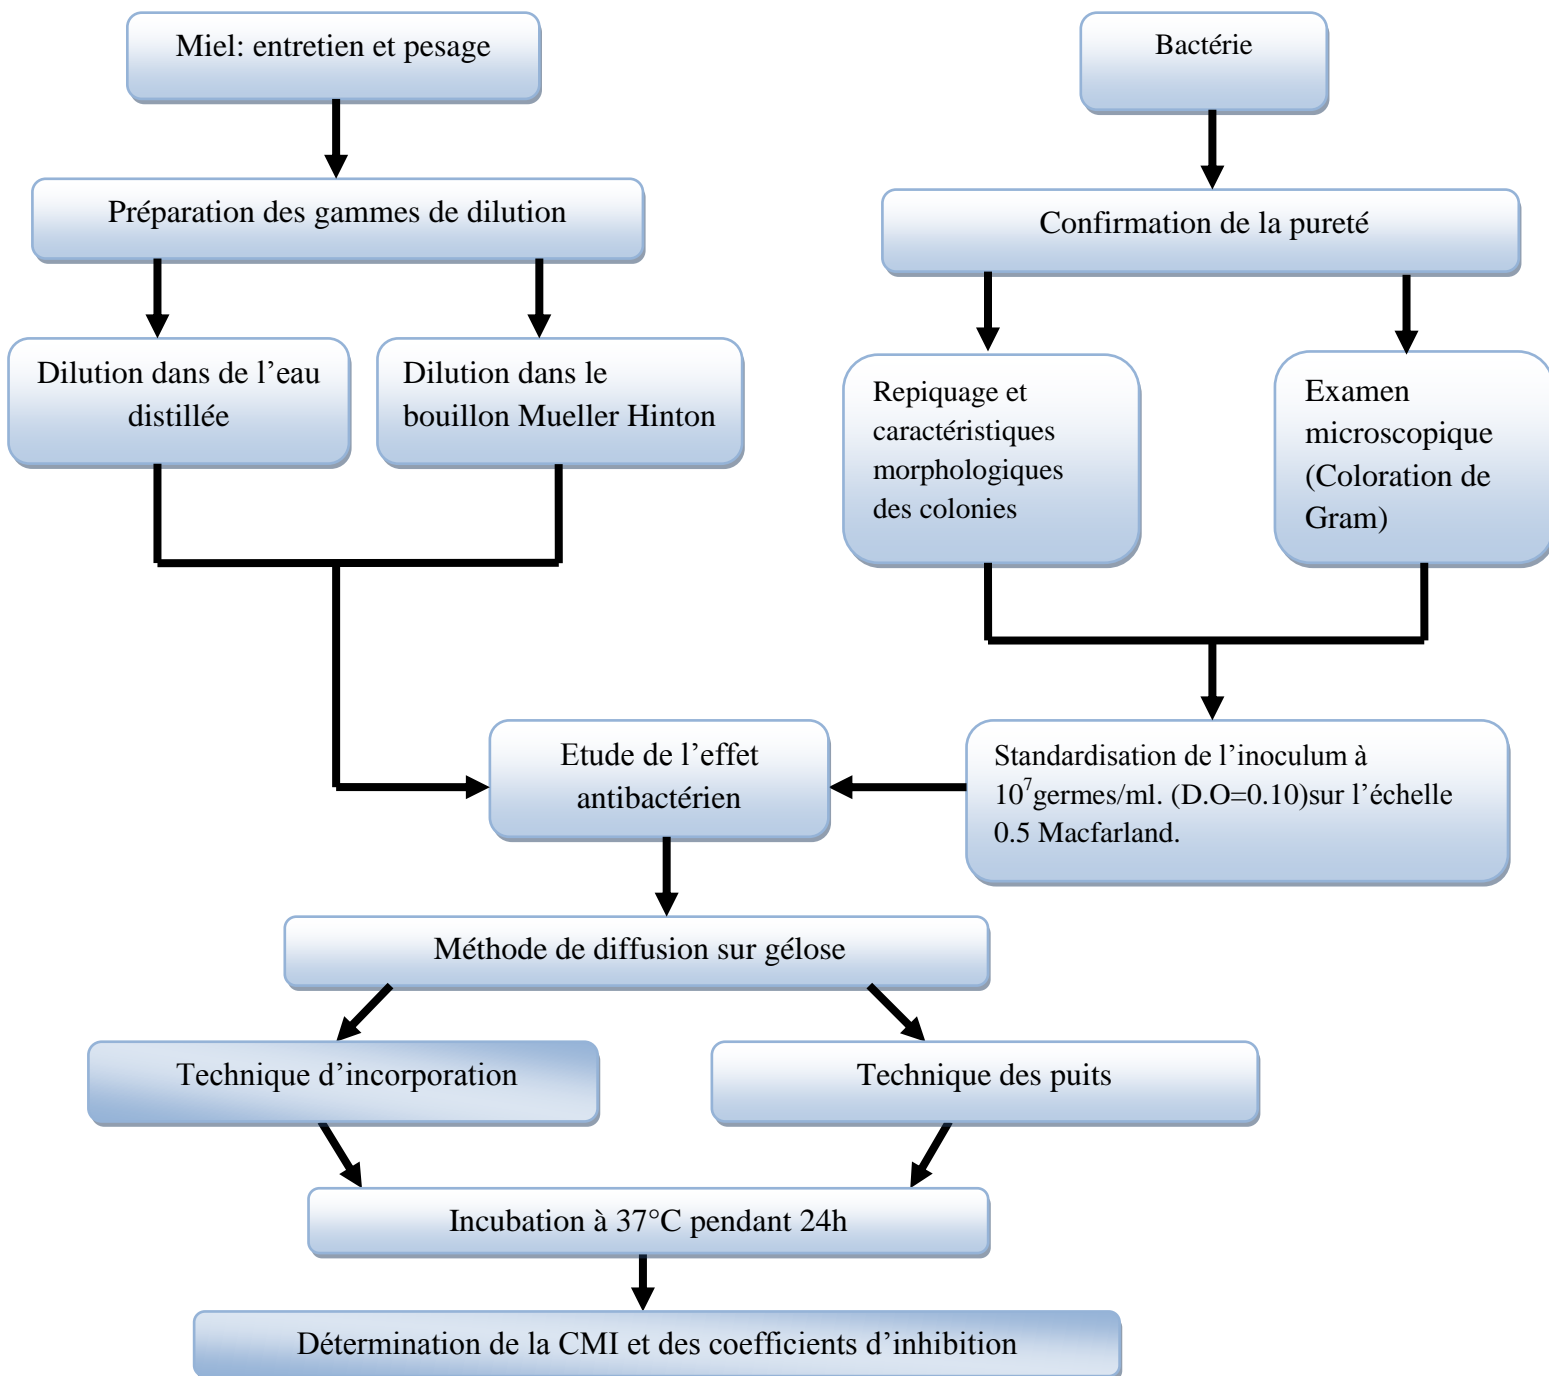 Miel: entretien et pesage
Bactérie
Préparation des gammes de dilution
Confirmation de la pureté
Dilution dans de l’eau
distillée
Dilution dans le
bouillon Mueller Hinton
Repiquage et
caractéristiques
morphologiques
des colonies
Examen
microscopique
(Coloration de
Gram)
Etude de l’effet
antibactérien
Standardisation de l’inoculum à
10⁷germes/ml. (D.O=0.10)sur l’échelle
0.5 Macfarland.
Méthode de diffusion sur gélose
Technique d’incorporation
Technique des puits
Incubation à 37°C pendant 24h
Détermination de la CMI et des coefficients d’inhibition